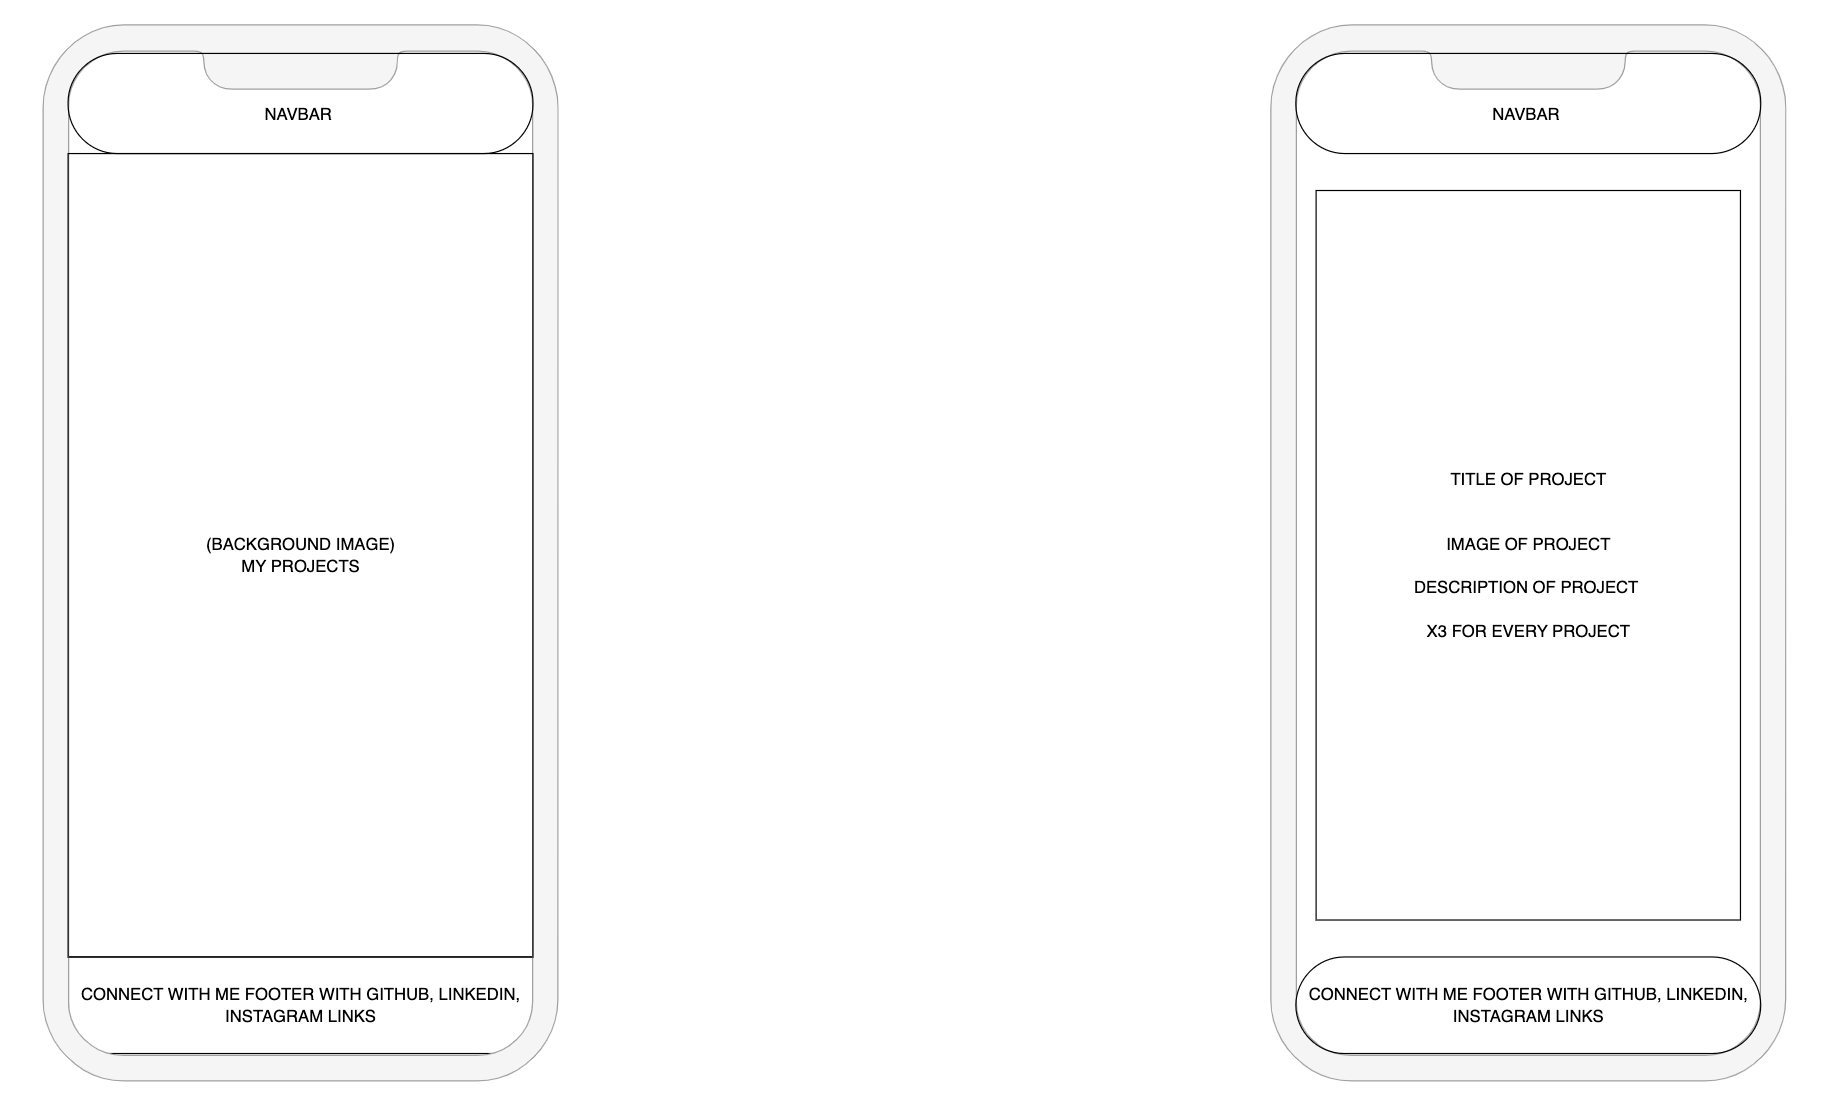 NAVBAR
(BACKGROUND IMAGE)
MY PROJECTS
CONNECT WITH ME FOOTER WITH GITHUB, LINKEDIN,
INSTAGRAM LINKS
NAVBAR
TITLE OF PROJECT
IMAGE OF PROJECT
DESCRIPTION OF PROJECT
X3 FOR EVERY PROJECT
CONNECT WITH ME FOOTER WITH GITHUB, LINKEDIN,
INSTAGRAM LINKS